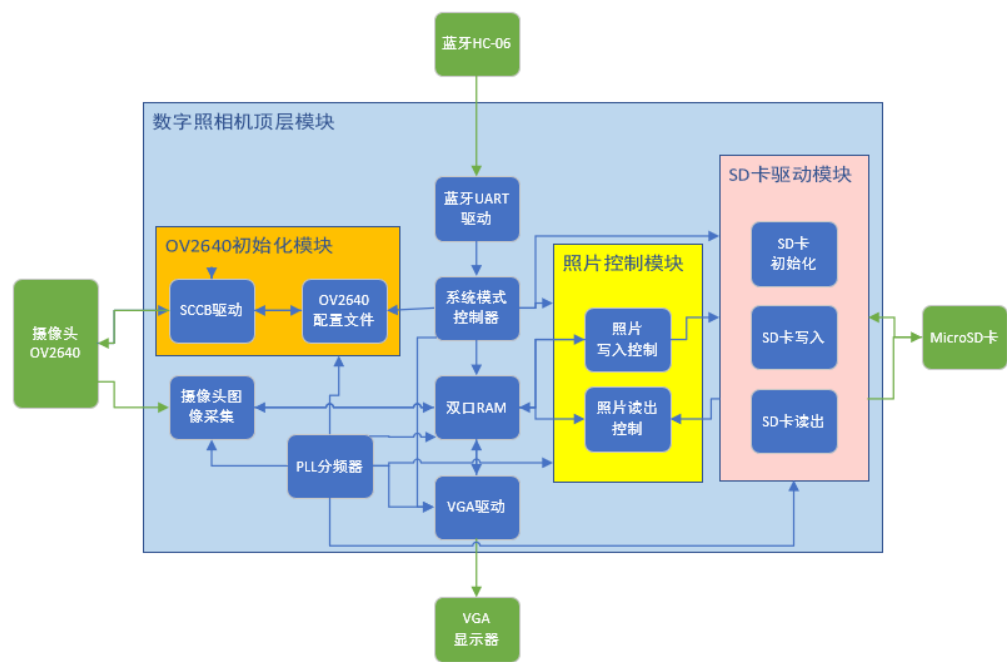 蓝牙HC-06
数字照相机顶层模块
SD卡驱动模块
蓝牙UART
驱动
OV2640初始化模块
照片控制模块
SD卡
初始化
SCCB驱动
OV2640
配置文件
系统模式
控制器
摄像头
OV2640
照片
写入控制
SD卡写入
MicroSD卡
摄像头图
像采集
双口RAM
照片读出
控制
SD卡读出
PLL分频器
VGA驱动
VGA
显示器